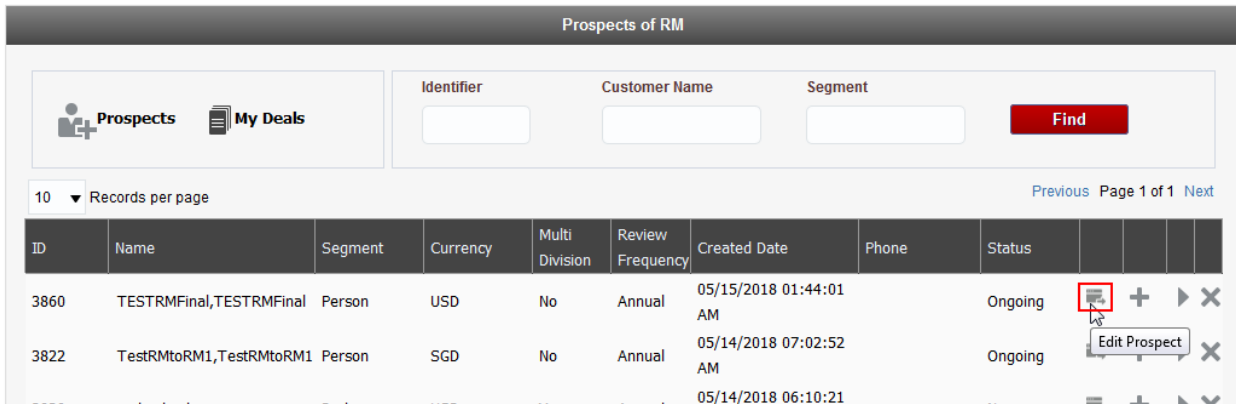 Prospects of RM
Identifier Customer Name Segment
Prospects My Deals Find
10 Records per page Previous Page 1 of 1 Next
ID Name Segment Currency Multi Division Review Frequency Created Date Phone Status
3860 TESTRMFinal,TESTRMFinal Person USD No Annual 05/15/2018 01:44:01 AM Ongoing
Edit Prospect
3822 TestRMtoRM1,TestRMtoRM1 Person SGD No Annual 05/14/2018 07:02:52 AM Ongoing
05/14/2018 06:10:21